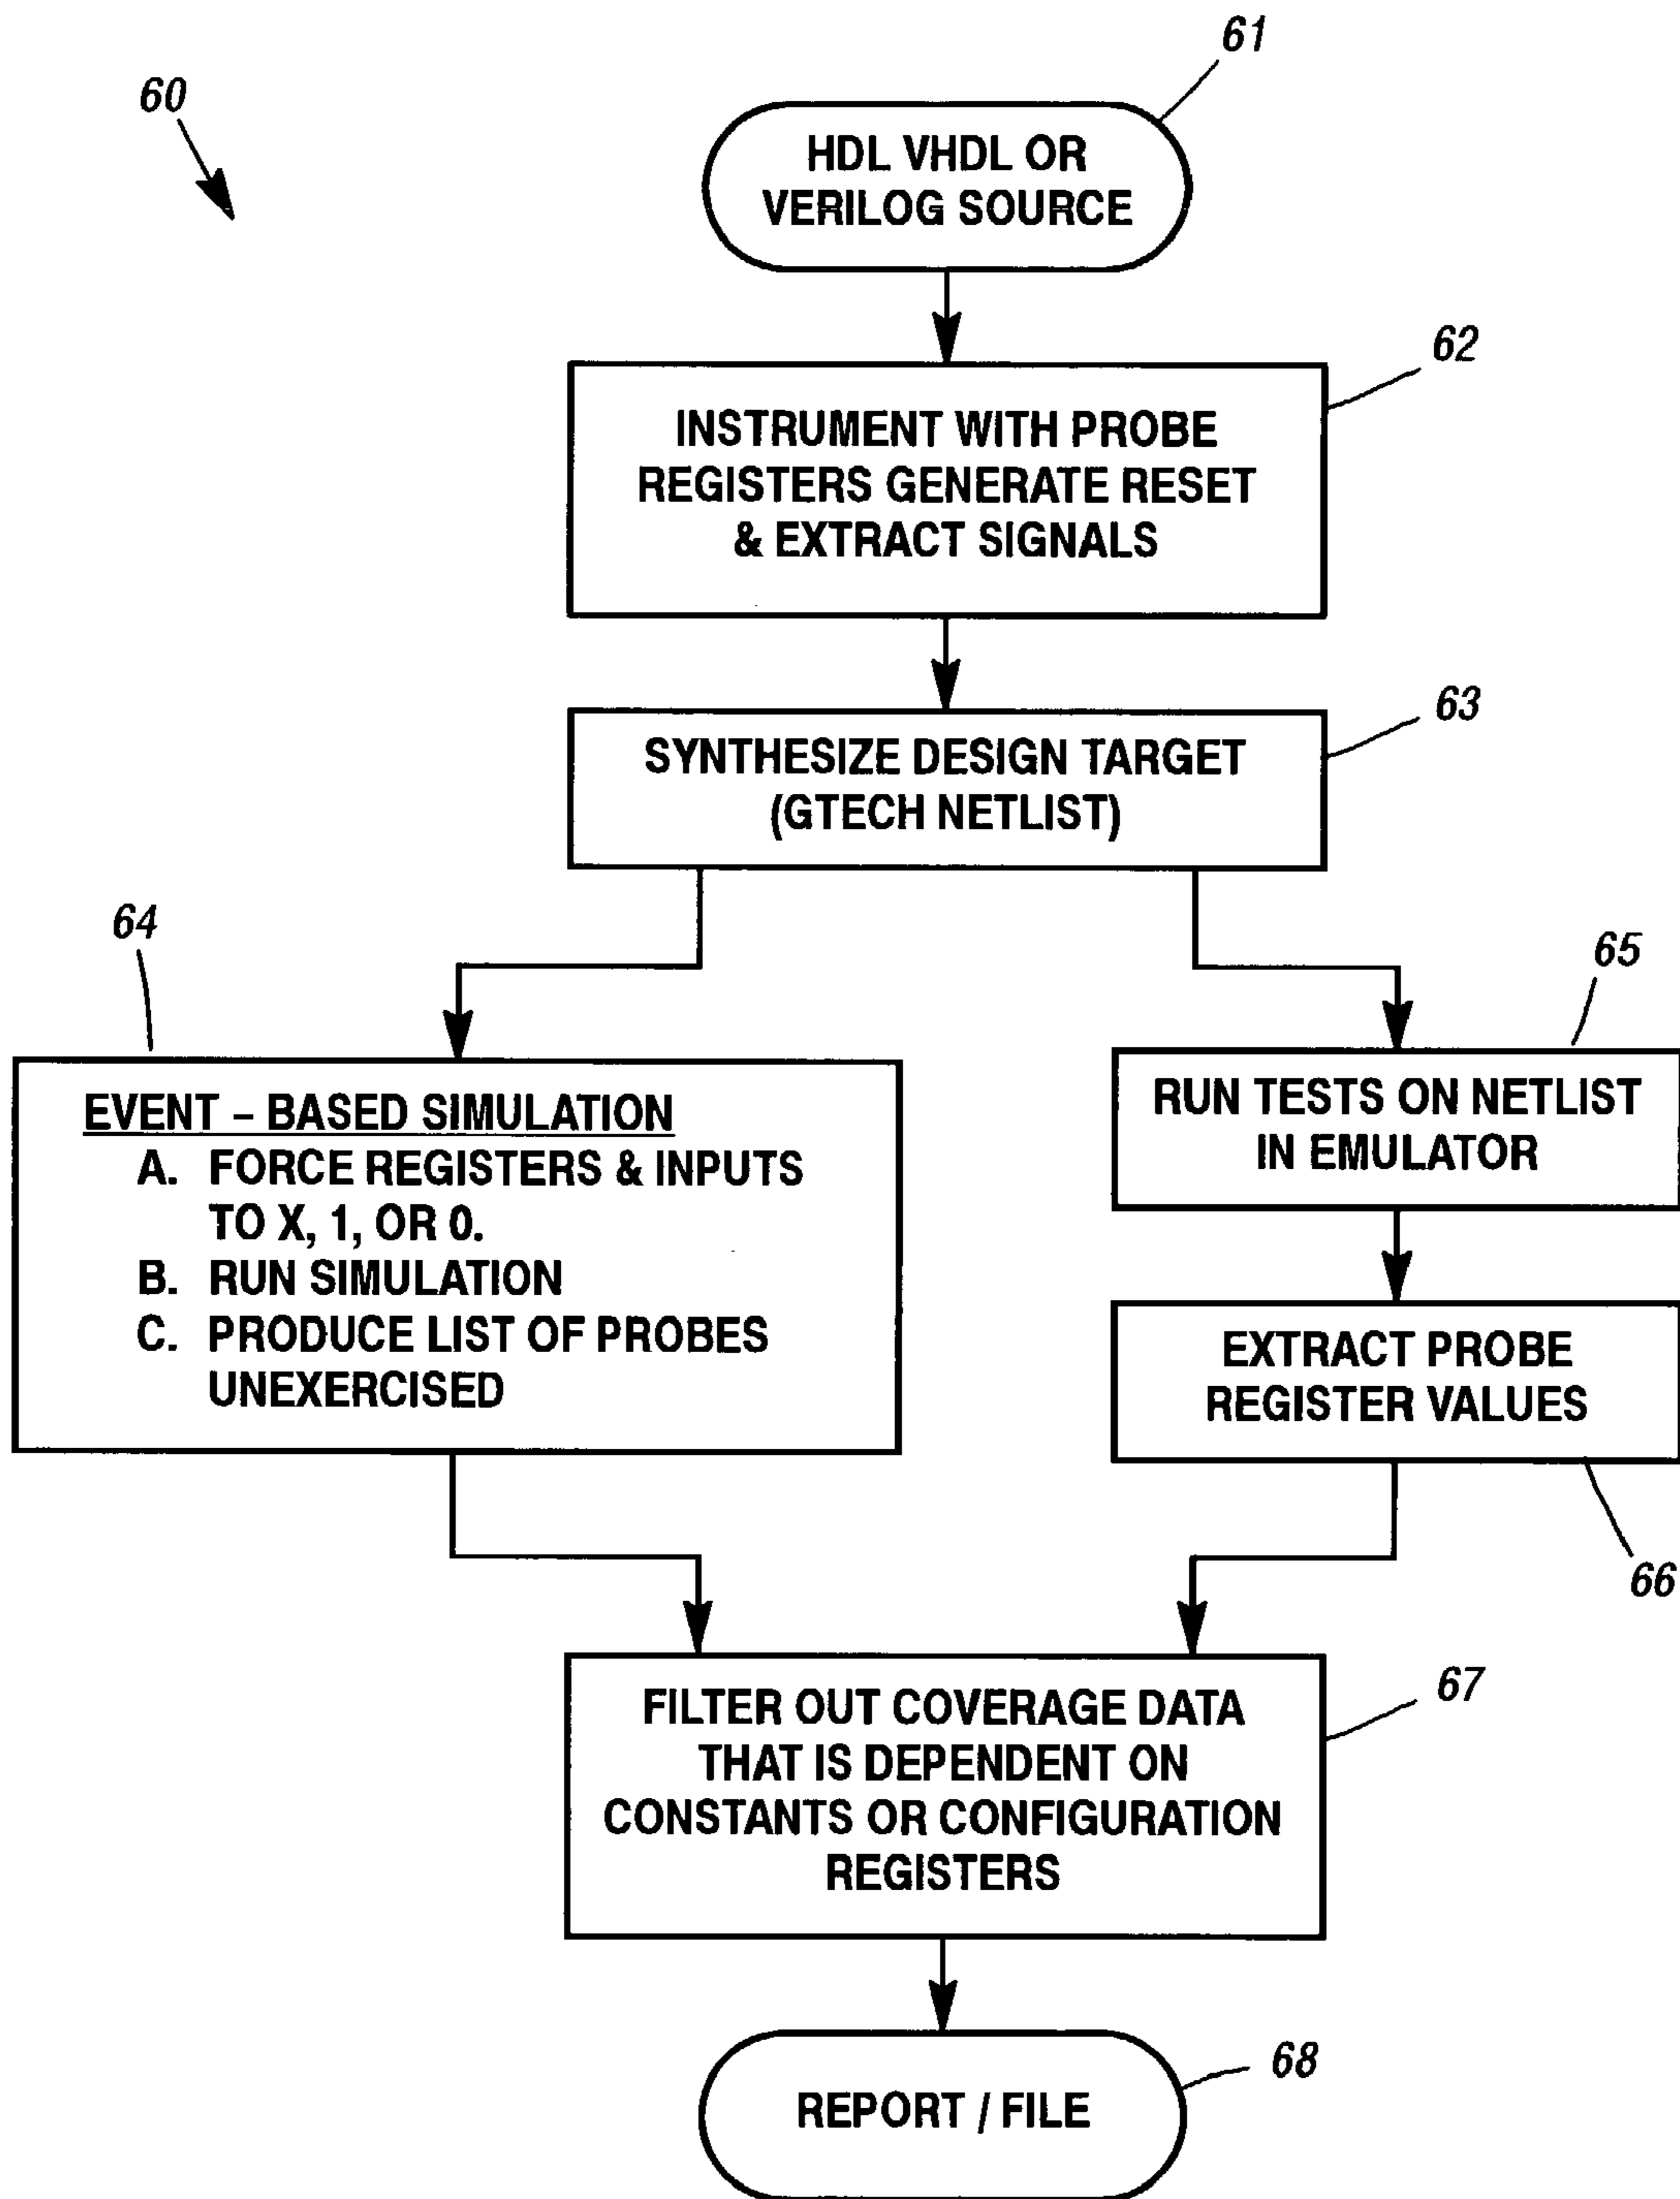 61
60
HDL VHDL OR
VERILOG SOURCE
62
INSTRUMENT WITH PROBE
REGISTERS GENERATE RESET
& EXTRACT SIGNALS
63
SYNTHESIZE DESIGN TARGET
(GTECH NETLIST)
64
EVENT – BASED SIMULATION
A. FORCE REGISTERS & INPUTS
TO X, 1, OR 0.
B. RUN SIMULATION
C. PRODUCE LIST OF PROBES
UNEXERCISED
65
RUN TESTS ON NETLIST
IN EMULATOR
EXTRACT PROBE
REGISTER VALUES
66
67
FILTER OUT COVERAGE DATA
THAT IS DEPENDENT ON
CONSTANTS OR CONFIGURATION
REGISTERS
68
REPORT / FILE